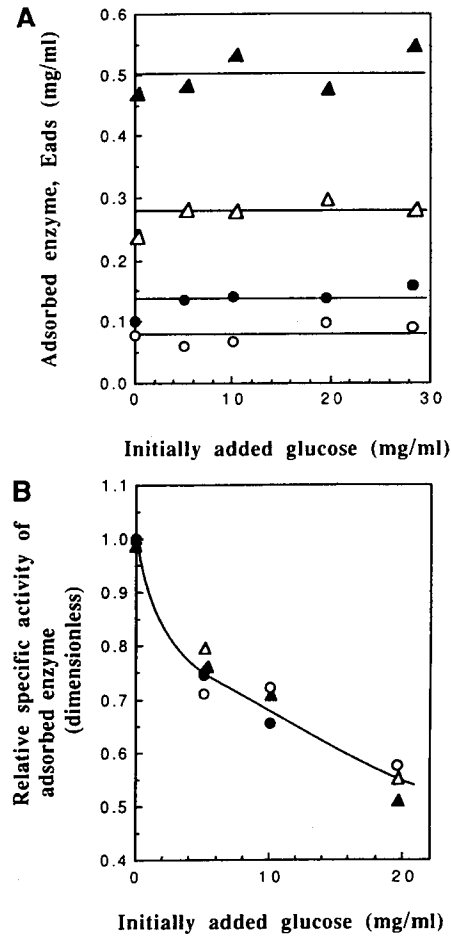 A
Adsorbed enzyme, Eads (mg/ml)
0.6
0.5
0.4
0.3
0.2
0.1
0.0
0 10 20 30
Initially added glucose (mg/ml)
B
Relative specific activity of
adsorbed enzyme
(dimensionless)
1.1
1.0
0.9
0.8
0.7
0.6
0.5
0.4
0 10 20
Initially added glucose (mg/ml)